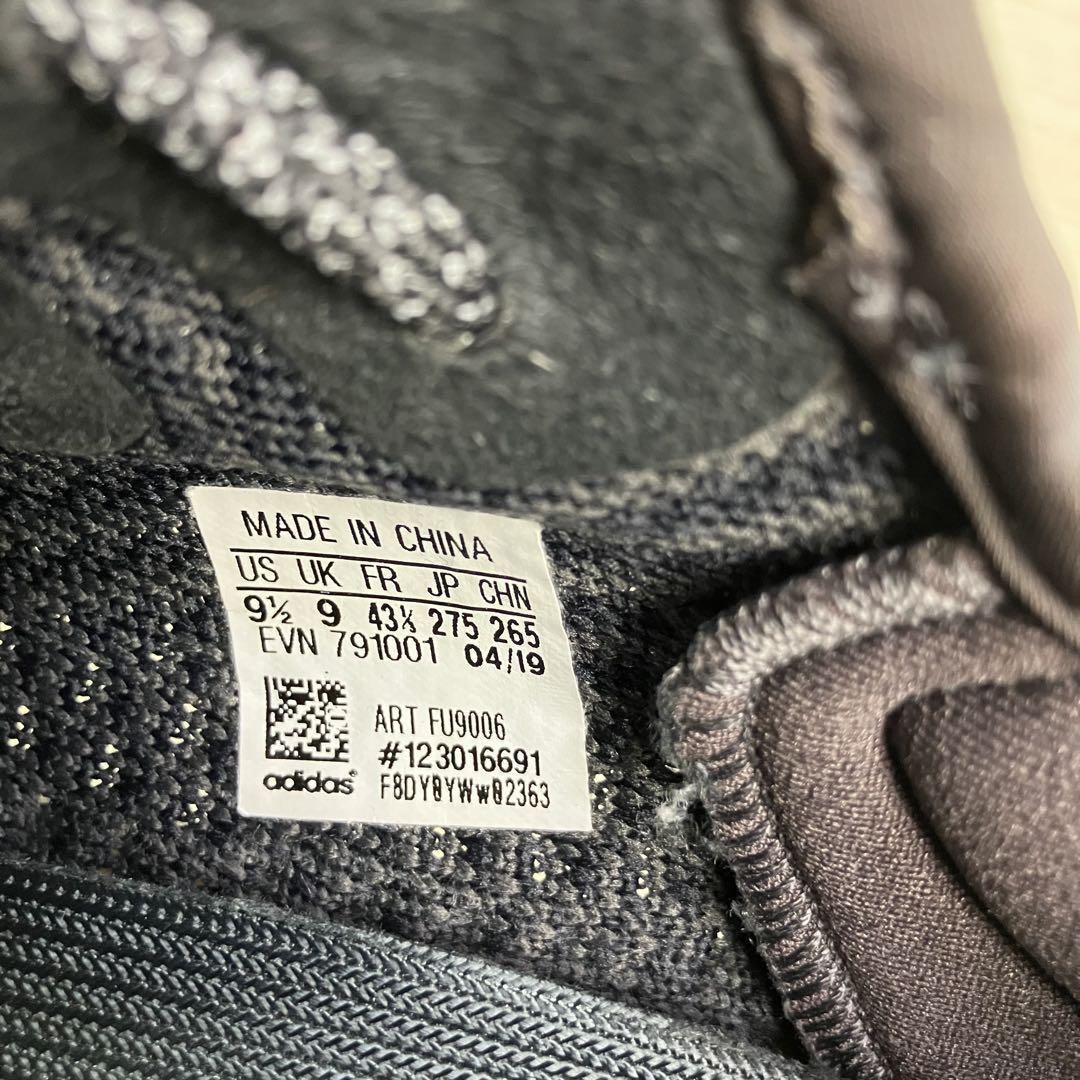 MADE IN CHINA
US UK FR JP CHN
9½ 9 43⅓ 275 265
EVN 791001 04/19
ART FU9006
#123016691
adidas®
F8DY0YWw02363